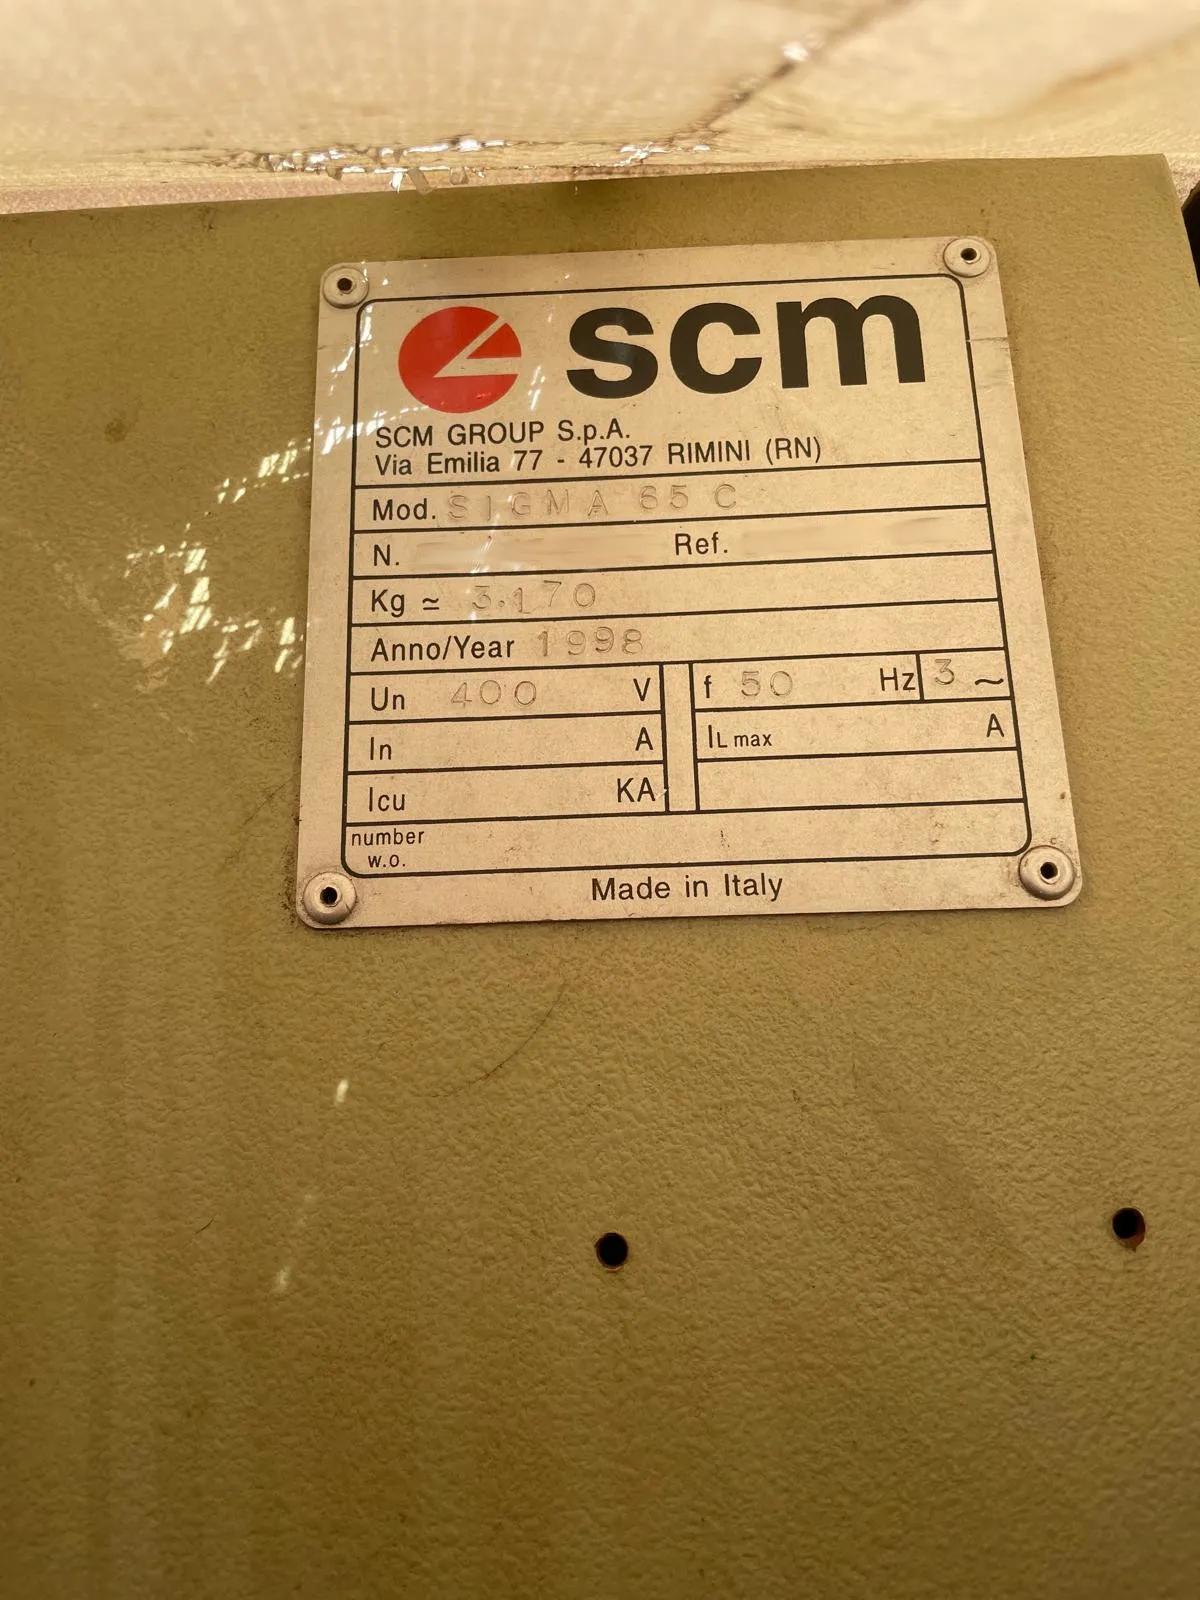 scm
SCM GROUP S.p.A.
Via Emilia 77 - 47037 RIMINI (RN)
Mod. SIGMA 65 C
N. Ref.
Kg ≃ 3.170
Anno/Year 1998
Un 400 V f 50 Hz 3 ~
In A IL max A
Icu KA
number
w.o.
Made in Italy